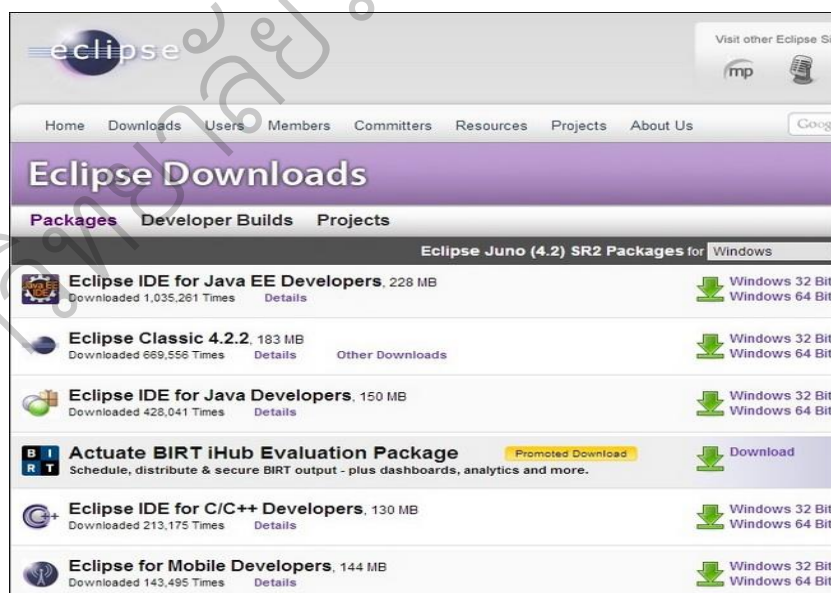 eclipse
Visit other Eclipse Si
mp
Home Downloads Users Members Committers Resources Projects About Us
Goog
Eclipse Downloads
Packages Developer Builds Projects
Eclipse Juno (4.2) SR2 Packages for Windows
Java EE IDE
Eclipse IDE for Java EE Developers, 228 MB
Downloaded 1,035,261 Times Details
Windows 32 Bit
Windows 64 Bit
Eclipse Classic 4.2.2, 183 MB
Downloaded 669,556 Times Details Other Downloads
Windows 32 Bit
Windows 64 Bit
Eclipse IDE for Java Developers, 150 MB
Downloaded 428,041 Times Details
Windows 32 Bit
Windows 64 Bit
B I
R T
Actuate BIRT iHub Evaluation Package Promoted Download
Schedule, distribute & secure BIRT output - plus dashboards, analytics and more.
Download
C++
Eclipse IDE for C/C++ Developers, 130 MB
Downloaded 213,175 Times Details
Windows 32 Bit
Windows 64 Bit
Eclipse for Mobile Developers, 144 MB
Downloaded 143,495 Times Details
Windows 32 Bit
Windows 64 Bit